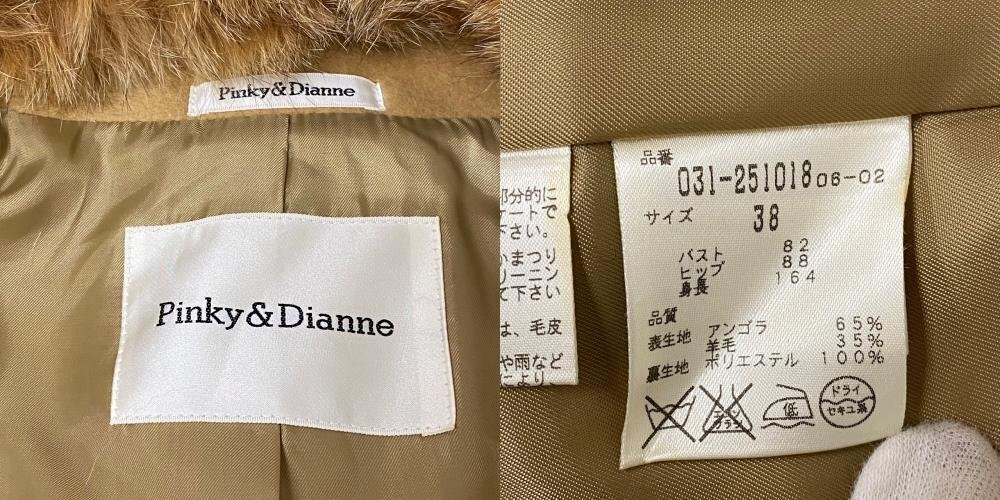 Pinky&Dianne
Pinky&Dianne
部分的に
ートで
下さい。
かまつり
リーニン
て下さい
は、毛皮
や雨など
により、
品番
031-251018 06-02
サイズ 38
バスト 82
ヒップ 88
身長 164
品質
表生地 アンゴラ 65%
羊毛 35%
裏生地 ポリエステル 100%
低
ドライ
セキユ系